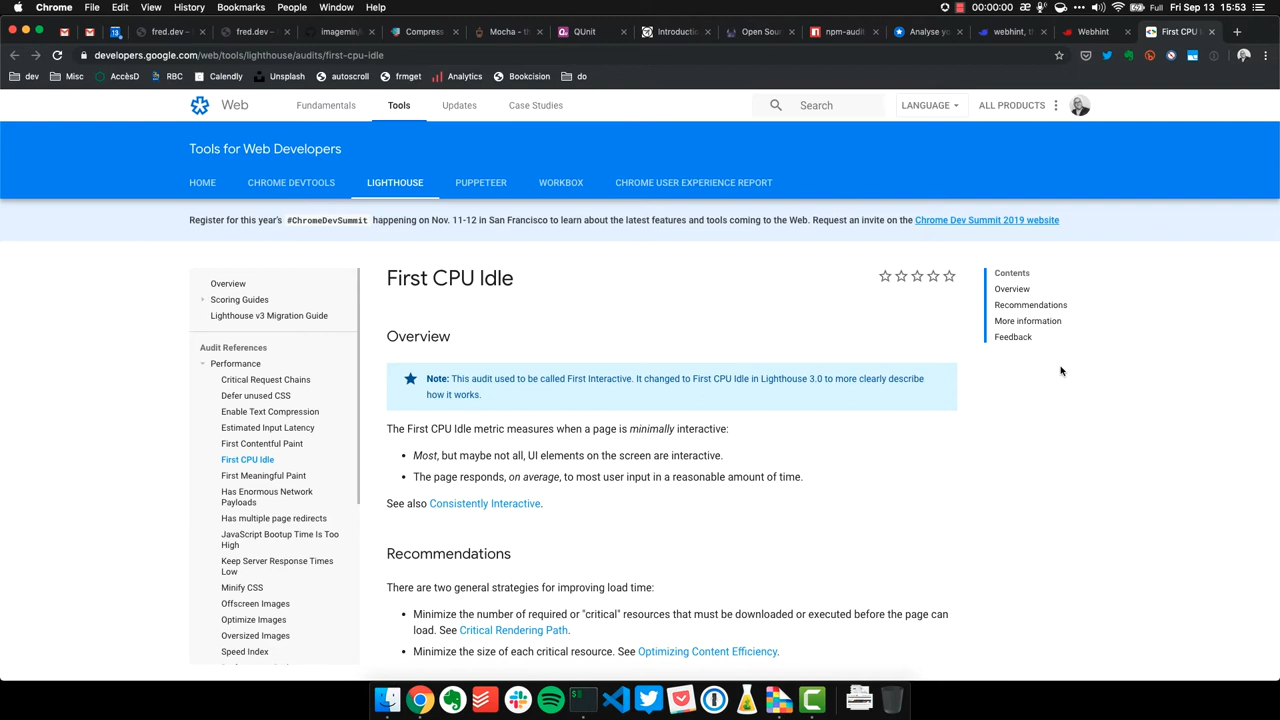 Chrome File Edit View History Bookmarks People Window Help 00:00:00 Full Fri Sep 13 15:53
fred.dev – fred.dev – imagemin/i Compress Mocha - th QUnit Introduction Open Sou npm-audit Analyse yo webhint, th Webhint First CPU
developers.google.com/web/tools/lighthouse/audits/first-cpu-idle
dev Misc AccèsD RBC Calendly Unsplash autoscroll frmget Analytics Bookcision do
Web Fundamentals Tools Updates Case Studies Search LANGUAGE ALL PRODUCTS
Tools for Web Developers
HOME CHROME DEVTOOLS LIGHTHOUSE PUPPETEER WORKBOX CHROME USER EXPERIENCE REPORT
Register for this year's #ChromeDevSummit happening on Nov. 11-12 in San Francisco to learn about the latest features and tools coming to the Web. Request an invite on the Chrome Dev Summit 2019 website
Overview
Scoring Guides
Lighthouse v3 Migration Guide
Audit References
Performance
Critical Request Chains
Defer unused CSS
Enable Text Compression
Estimated Input Latency
First Contentful Paint
First CPU Idle
First Meaningful Paint
Has Enormous Network
Payloads
Has multiple page redirects
JavaScript Bootup Time Is Too
High
Keep Server Response Times
Low
Minify CSS
Offscreen Images
Optimize Images
Oversized Images
Speed Index
First CPU Idle
Overview
Note: This audit used to be called First Interactive. It changed to First CPU Idle in Lighthouse 3.0 to more clearly describe
how it works.
The First CPU Idle metric measures when a page is minimally interactive:
• Most, but maybe not all, UI elements on the screen are interactive.
• The page responds, on average, to most user input in a reasonable amount of time.
See also Consistently Interactive.
Recommendations
There are two general strategies for improving load time:
• Minimize the number of required or "critical" resources that must be downloaded or executed before the page can
load. See Critical Rendering Path.
• Minimize the size of each critical resource. See Optimizing Content Efficiency.
Contents
Overview
Recommendations
More information
Feedback